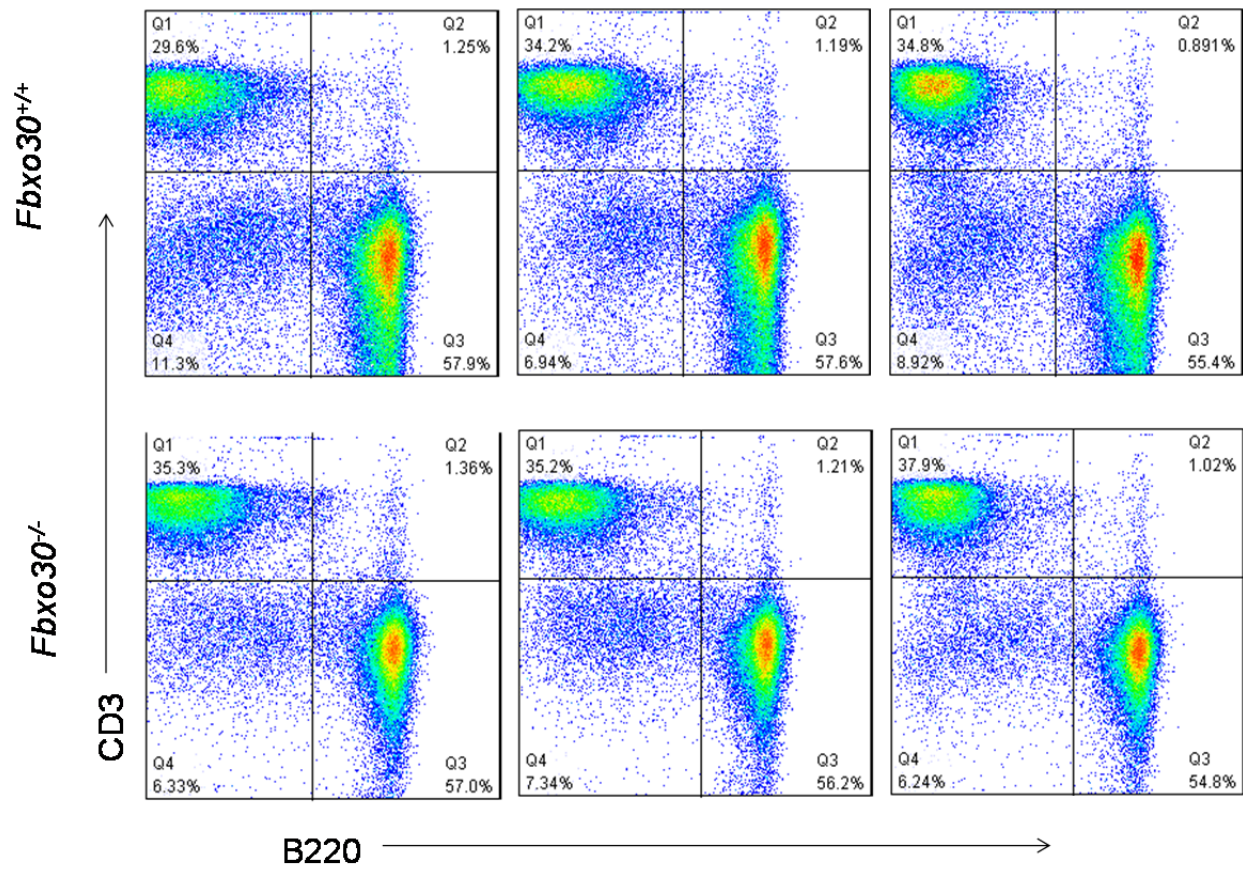 Q1 Q2
29.6% 1.25%
Q4 Q3
11.3% 57.9%
Q1 Q2
34.2% 1.19%
Q4 Q3
6.94% 57.6%
Q1 Q2
34.8% 0.891%
Q4 Q3
8.92% 55.4%
Fbxo30+/+
Q1 Q2
35.3% 1.36%
Q4 Q3
6.33% 57.0%
Q1 Q2
35.2% 1.21%
Q4 Q3
7.34% 56.2%
Q1 Q2
37.9% 1.02%
Q4 Q3
6.24% 54.8%
Fbxo30-/-
CD3
B220